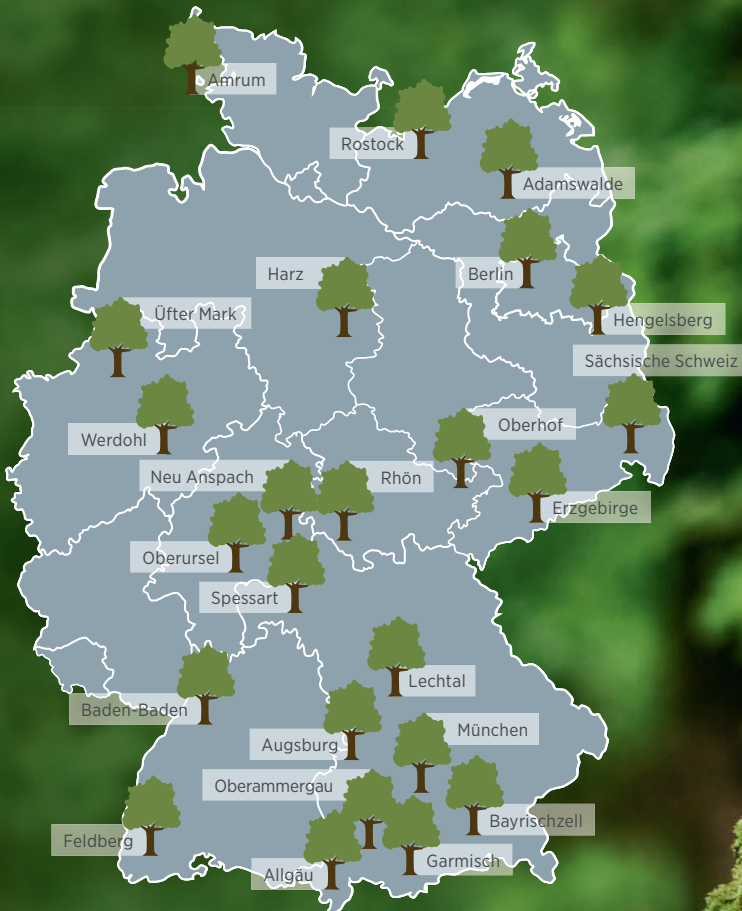 Amrum
Rostock
Adamswalde
Harz
Berlin
Üfter Mark
Hengelsberg
Sächsische Schweiz
Werdohl
Oberhof
Neu Anspach
Rhön
Erzgebirge
Oberursel
Spessart
Lechtal
Baden-Baden
München
Augsburg
Oberammergau
Bayrischzell
Feldberg
Garmisch
Allgäu